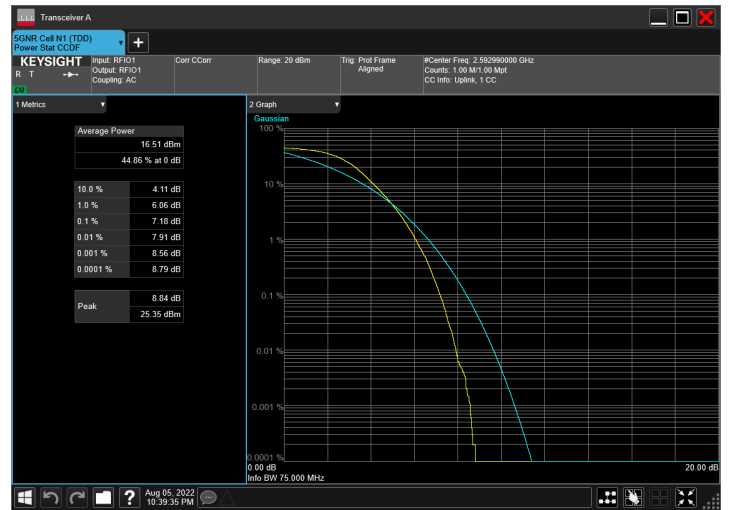 Transceiver A
5GNR Cell N1 (TDD)
Power Stat CCDF
KEYSIGHT
R T
LNI
Input: RFIO1
Output: RFIO1
Coupling: AC
Corr CCorr
Range: 20 dBm
Trig: Prot Frame
Aligned
#Center Freq: 2.592990000 GHz
Counts: 1.00 M/1.00 Mpt
CC Info: Uplink, 1 CC
1 Metrics
Average Power
16.51 dBm
44.86 % at 0 dB
10.0 % 4.11 dB
1.0 % 6.06 dB
0.1 % 7.18 dB
0.01 % 7.91 dB
0.001 % 8.56 dB
0.0001 % 8.79 dB
Peak
8.84 dB
25.35 dBm
2 Graph
Gaussian
100 %
10 %
1 %
0.1 %
0.01 %
0.001 %
0.0001 %
0.00 dB 20.00 dB
Info BW 75.000 MHz
? Aug 05, 2022
10:39:35 PM